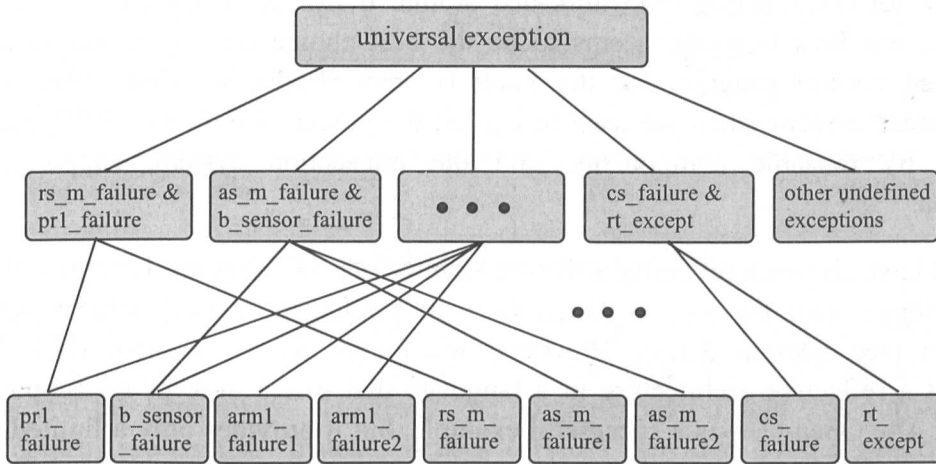 universal exception
rs_m_failure &
pr1_failure
as_m_failure &
b_sensor_failure
• • •
cs_failure &
rt_except
other undefined
exceptions
• • •
pr1_
failure
b_sensor
_failure
arm1_
failure1
arm1_
failure2
rs_m_
failure
as_m_
failure1
as_m_
failure2
cs_
failure
rt_
except